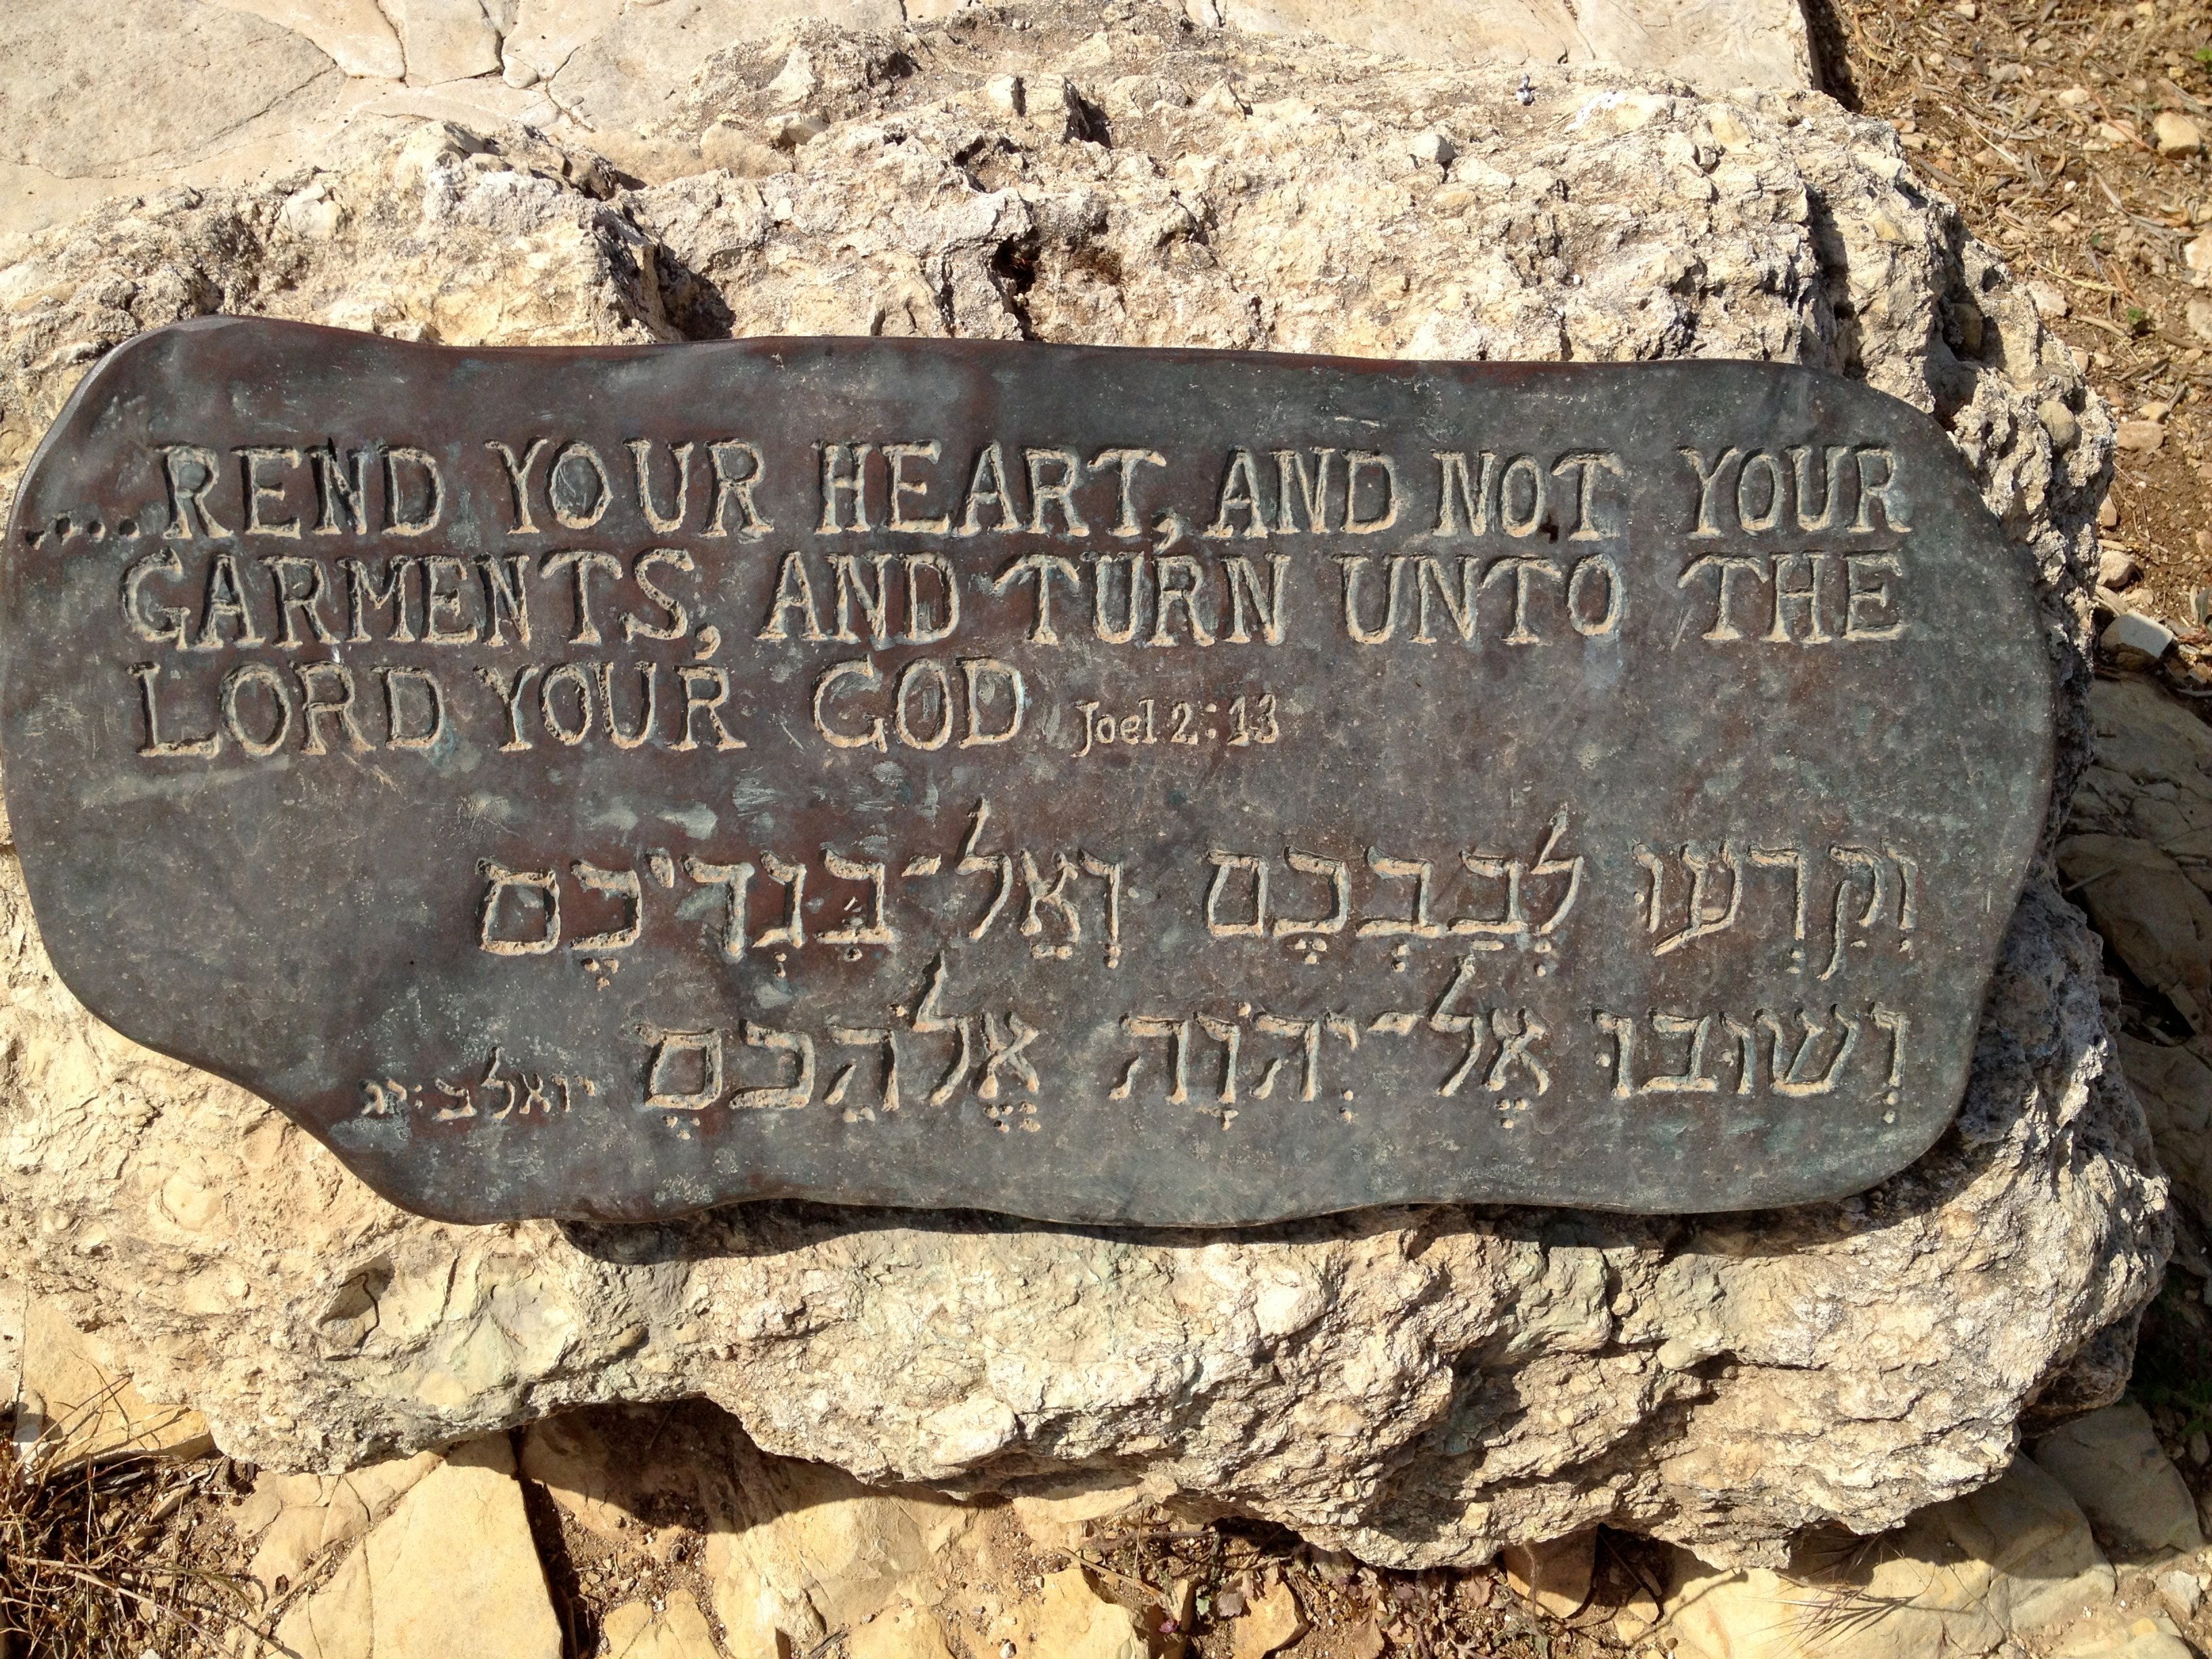 ....REND YOUR HEART, AND NOT YOUR
GARMENTS, AND TURN UNTO THE
LORD YOUR GOD Joel 2:13
וְקִרְעוּ לְבַבְכֶם וְאַל־בִּגְדֵיכֶם
וְשׁוּבוּ אֶל־יְהוָה אֱלֹהֵיכֶם יואל ב:יג